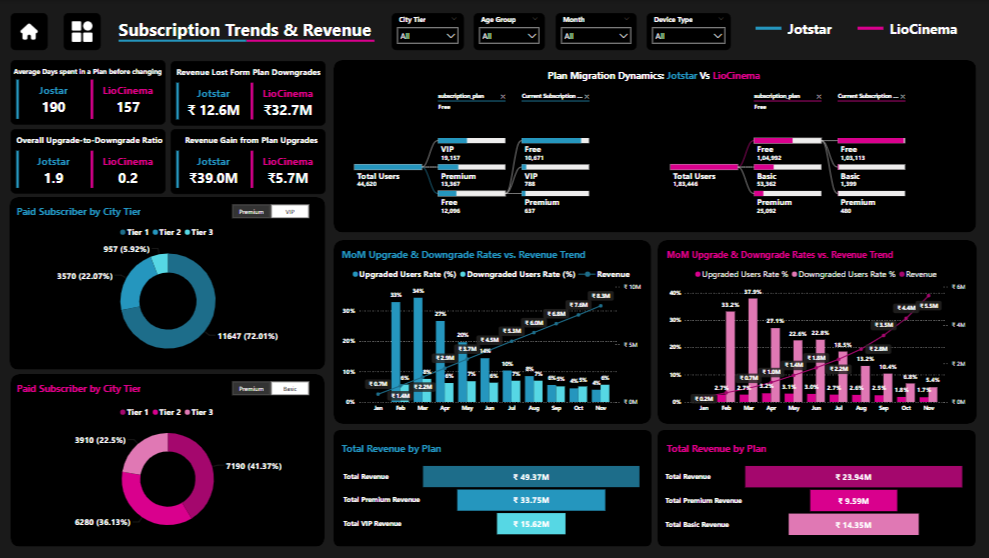 Subscription Trends & Revenue
City Tier
All
Age Group
All
Month
All
Device Type
All
Jotstar
LioCinema
Average Days spent in a Plan before changing
Jostar
190
LioCinema
157
Revenue Lost Form Plan Downgrades
Jotstar
₹ 12.6M
LioCinema
₹32.7M
Overall Upgrade-to-Downgrade Ratio
Jotstar
1.9
LioCinema
0.2
Revenue Gain from Plan Upgrades
Jotstar
₹39.0M
LioCinema
₹5.7M
Paid Subscriber by City Tier
Premium
VIP
Tier 1 Tier 2 Tier 3
957 (5.92%)
3570 (22.07%)
11647 (72.01%)
Paid Subscriber by City Tier
Premium
Basic
Tier 1 Tier 2 Tier 3
3910 (22.5%)
7190 (41.37%)
6280 (36.13%)
Plan Migration Dynamics: Jotstar Vs LioCinema
subscription_plan
Free
Current Subscription ...
Total Users
44,620
VIP
19,157
Premium
13,367
Free
12,096
Free
10,671
VIP
788
Premium
637
subscription_plan
Free
Current Subscription ...
Total Users
1,83,446
Free
1,04,992
Basic
53,362
Premium
25,092
Free
1,03,113
Basic
1,399
Premium
480
MoM Upgrade & Downgrade Rates vs. Revenue Trend
Upgraded Users Rate (%) Downgraded Users Rate (%) Revenue
30%
20%
10%
0%
33%
34%
27%
20%
14%
10%
8%
6%
4%
4%
6%
8%
6%
7%
6%
7%
7%
5%
5%
6%
₹0.7M
₹1.4M
₹2.2M
₹2.9M
₹3.7M
₹4.5M
₹5.3M
₹6.0M
₹6.8M
₹7.6M
₹8.3M
₹ 10M
₹ 5M
₹ 0M
Jan Feb Mar Apr May Jun Jul Aug Sep Oct Nov
MoM Upgrade & Downgrade Rates vs. Revenue Trend
Upgraded Users Rate % Downgraded Users Rate % Revenue
40%
30%
20%
10%
0%
33.2%
37.9%
27.1%
22.6%
22.8%
18.5%
13.2%
10.4%
6.8%
5.4%
2.7%
2.7%
3.2%
3.1%
3.0%
2.7%
2.6%
2.5%
1.8%
1.7%
₹0.2M
₹0.7M
₹1.0M
₹1.4M
₹1.8M
₹2.2M
₹2.8M
₹3.5M
₹4.4M
₹5.5M
₹ 6M
₹ 4M
₹ 2M
₹ 0M
Jan Feb Mar Apr May Jun Jul Aug Sep Oct Nov
Total Revenue by Plan
Total Revenue
₹ 49.37M
Total Premium Revenue
₹ 33.75M
Total VIP Revenue
₹ 15.62M
Total Revenue by Plan
Total Revenue
₹ 23.94M
Total Premium Revenue
₹ 9.59M
Total Basic Revenue
₹ 14.35M